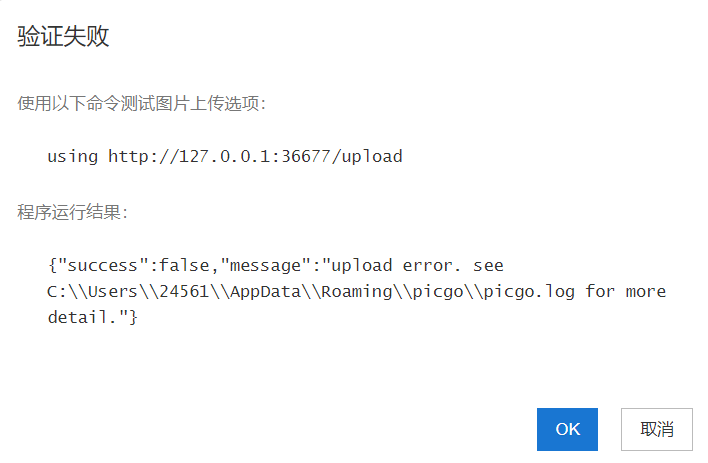 验证失败
使用以下命令测试图片上传选项:
using http://127.0.0.1:36677/upload
程序运行结果:
{"success":false,"message":"upload error. see
C:\\Users\\24561\\AppData\\Roaming\\picgo\\picgo.log for more
detail."}
OK
取消